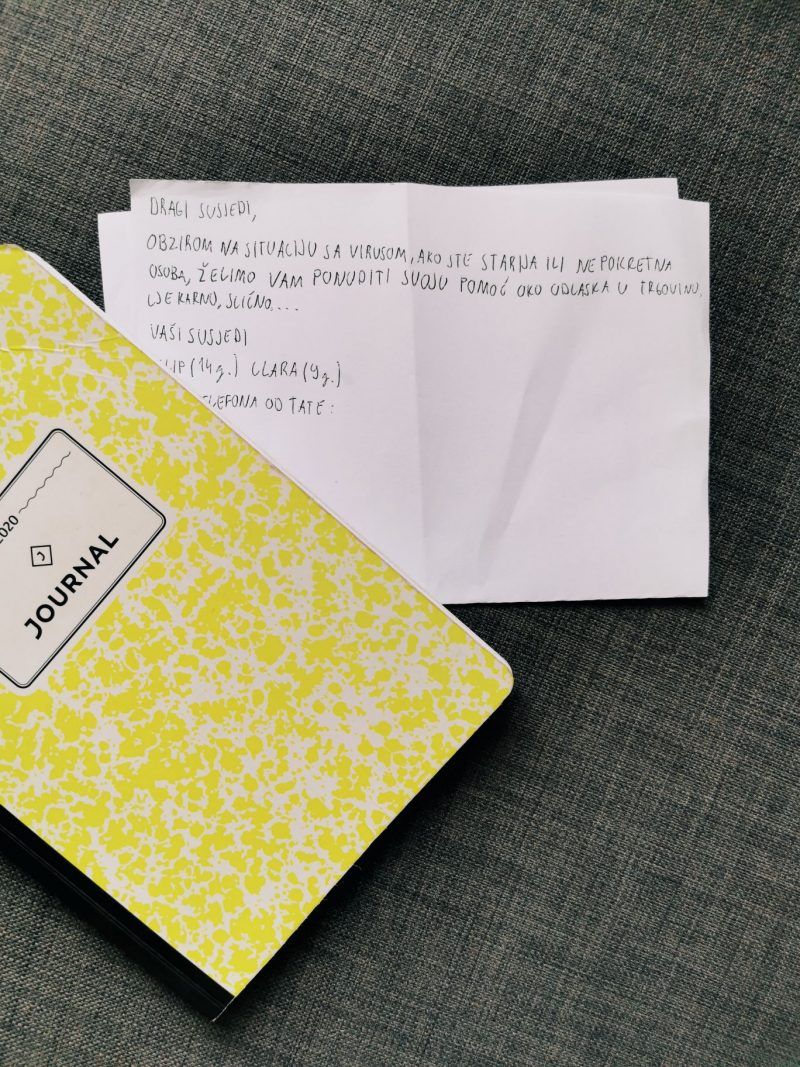 DRAGI SUSJEDI,
OBZIROM NA SITUACIJU SA VIRUSOM, AKO STE STARIJA ILI NEPOKRETNA
OSOBA, ŽELIMO VAM PONUDITI SVOJU POMOĆ OKO ODLASKA U TRGOVINU,
LJEKARNU, SLIČNO....
VAŠI SUSJEDI
(14g.) CLARA (9g.)
OD TATE:
2020
JOURNAL